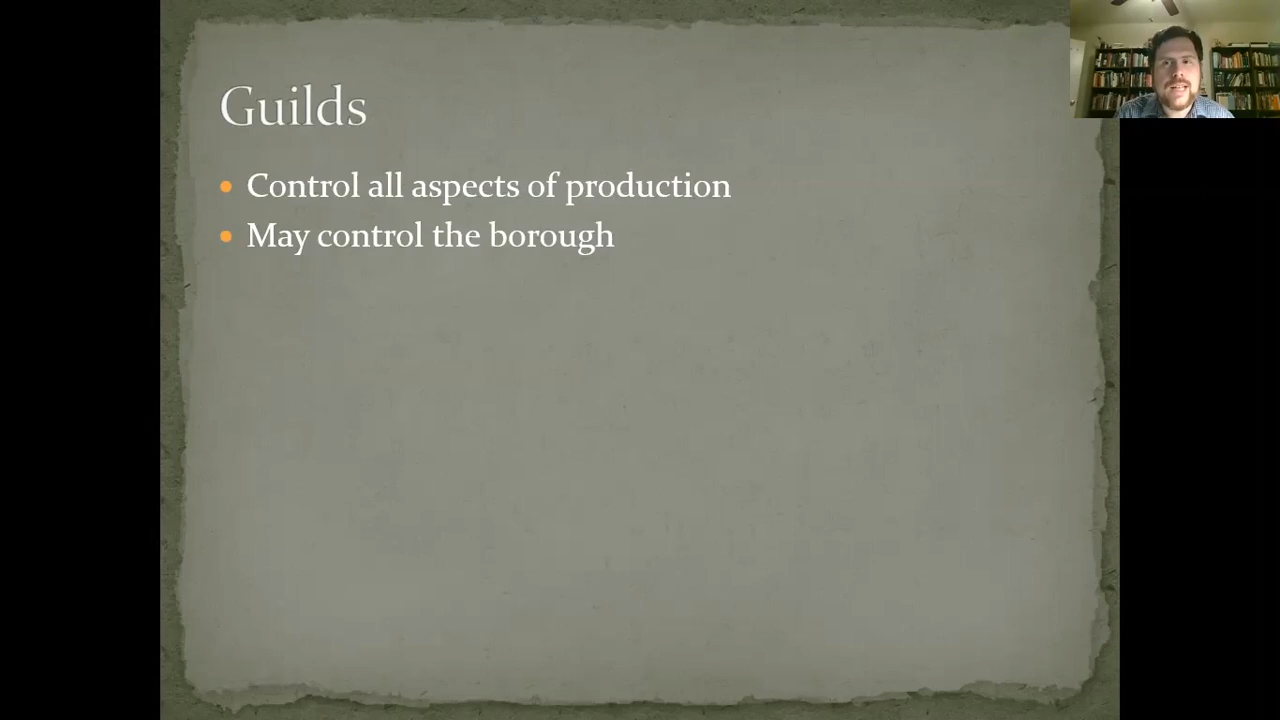 Guilds
Control all aspects of production
May control the borough